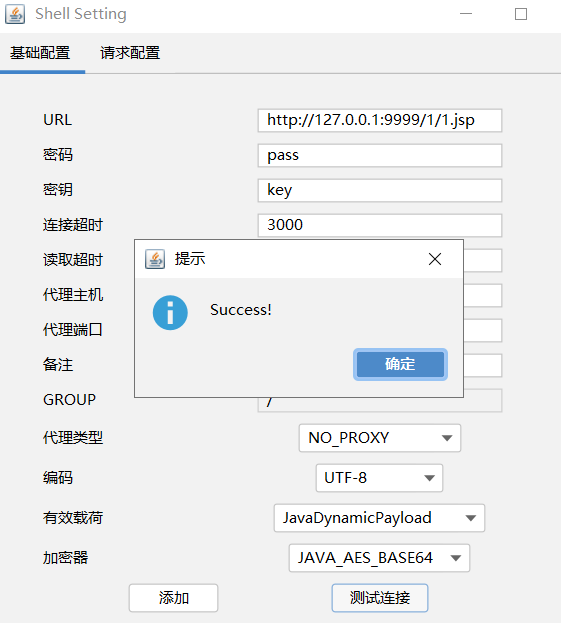 Shell Setting
基础配置 请求配置
URL http://127.0.0.1:9999/1/1.jsp
密码 pass
密钥 key
连接超时 3000
读取超时
提示
代理主机
Success!
代理端口
备注
确定
GROUP /
代理类型 NO_PROXY
编码 UTF-8
有效载荷 JavaDynamicPayload
加密器 JAVA_AES_BASE64
添加 测试连接